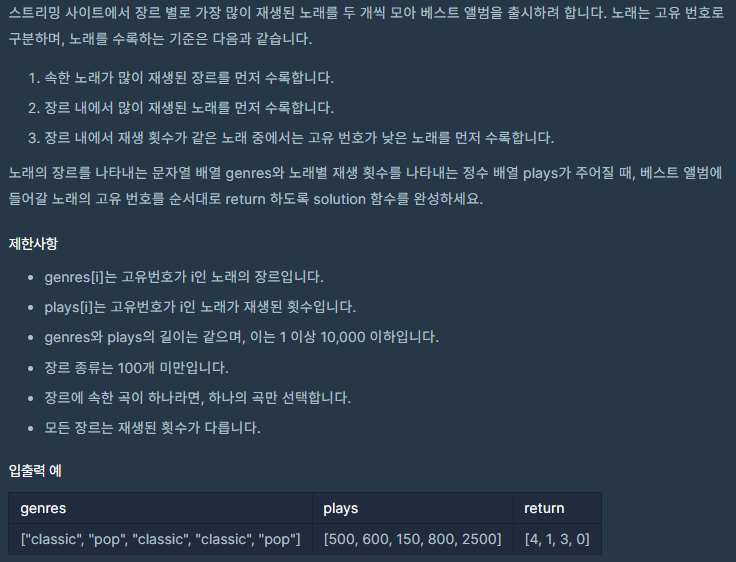 스트리밍 사이트에서 장르 별로 가장 많이 재생된 노래를 두 개씩 모아 베스트 앨범을 출시하려 합니다. 노래는 고유 번호로
구분하며, 노래를 수록하는 기준은 다음과 같습니다.
1. 속한 노래가 많이 재생된 장르를 먼저 수록합니다.
2. 장르 내에서 많이 재생된 노래를 먼저 수록합니다.
3. 장르 내에서 재생 횟수가 같은 노래 중에서는 고유 번호가 낮은 노래를 먼저 수록합니다.
노래의 장르를 나타내는 문자열 배열 genres와 노래별 재생 횟수를 나타내는 정수 배열 plays가 주어질 때, 베스트 앨범에
들어갈 노래의 고유 번호를 순서대로 return 하도록 solution 함수를 완성하세요.
제한사항
• genres[i]는 고유번호가 i인 노래의 장르입니다.
• plays[i]는 고유번호가 i인 노래가 재생된 횟수입니다.
• genres와 plays의 길이는 같으며, 이는 1 이상 10,000 이하입니다.
• 장르 종류는 100개 미만입니다.
• 장르에 속한 곡이 하나라면, 하나의 곡만 선택합니다.
• 모든 장르는 재생된 횟수가 다릅니다.
입출력 예
genres plays return
["classic", "pop", "classic", "classic", "pop"] [500, 600, 150, 800, 2500] [4, 1, 3, 0]